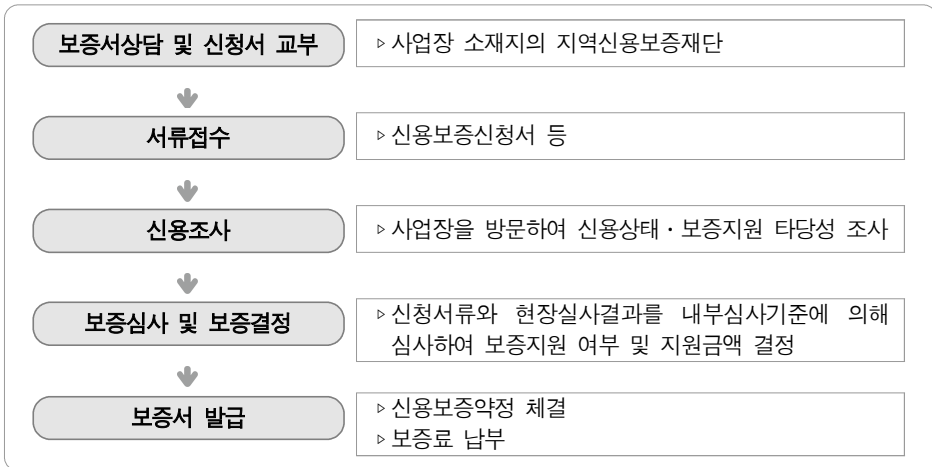 보증서상담 및 신청서 교부
▹사업장 소재지의 지역신용보증재단
서류접수
▹신용보증신청서 등
신용조사
▹사업장을 방문하여 신용상태・보증지원 타당성 조사
보증심사 및 보증결정
▹신청서류와 현장실사결과를 내부심사기준에 의해
심사하여 보증지원 여부 및 지원금액 결정
보증서 발급
▹신용보증약정 체결
▹보증료 납부